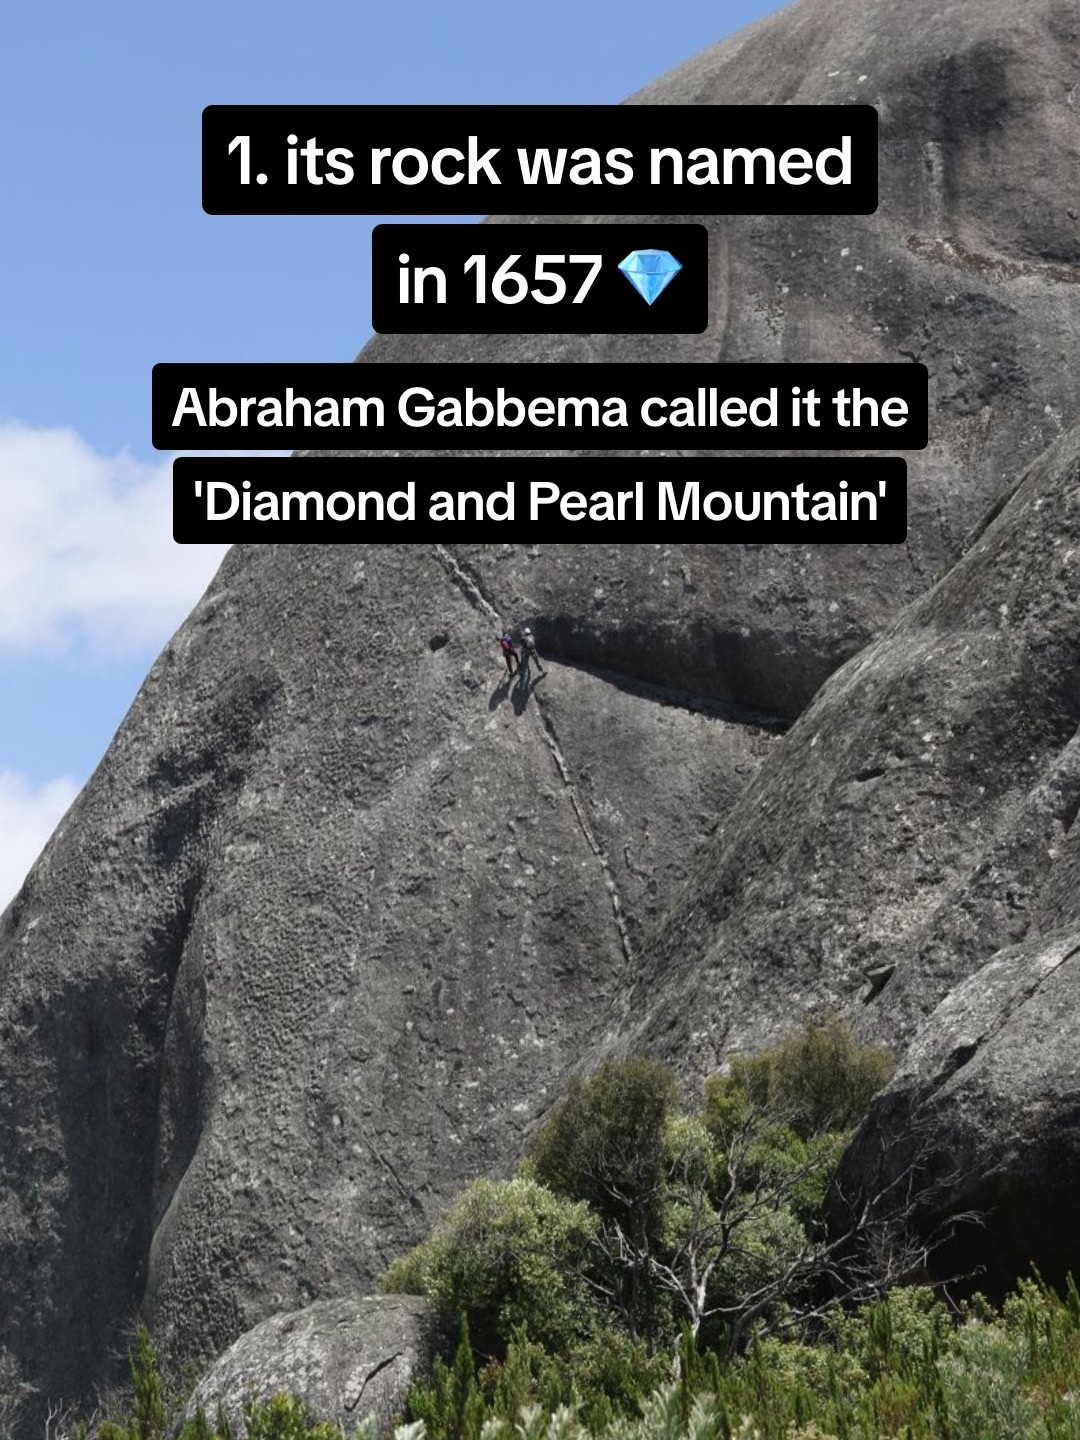 1. its rock was named
in 1657 💎
Abraham Gabbema called it the
'Diamond and Pearl Mountain'